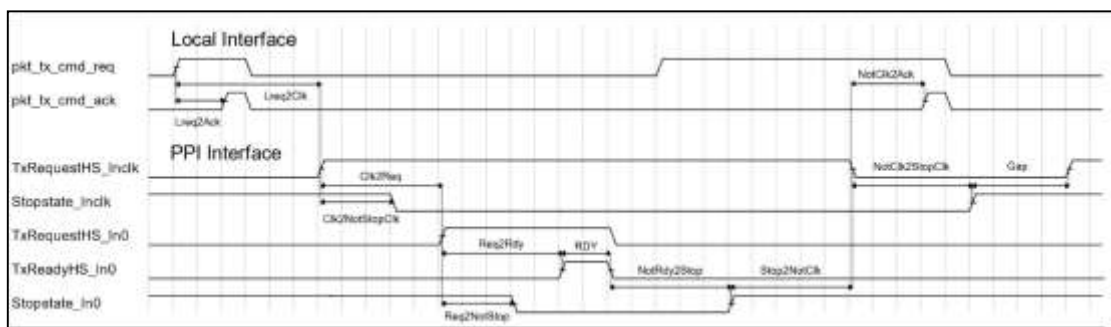 Local Interface
pkt_tx_cmd_req
NotClk2Ack
pkt_tx_cmd_ack
Lreq2Clk
Lreq2Ack
PPI Interface
TxRequestHS_lnclk
NotClk2StopClk
Gap
Clk2Req
Stopstate_lnclk
Clk2NotStopClk
TxRequestHS_ln0
Req2Rdy
RDY
TxReadyHS_ln0
NotRdy2Stop
Stop2NotClk
Stopstate_ln0
Req2NotStop